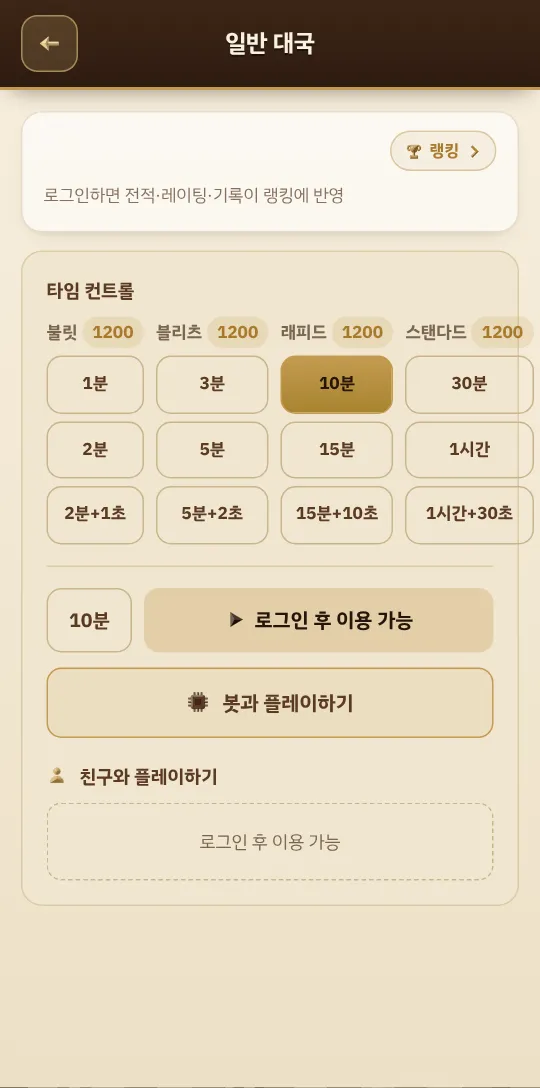 일반 대국
랭킹
로그인하면 전적·레이팅·기록이 랭킹에 반영
타임 컨트롤
불릿 1200 블리츠 1200 래피드 1200 스탠다드 1200
1분 3분 10분 30분
2분 5분 15분 1시간
2분+1초 5분+2초 15분+10초 1시간+30초
10분 로그인 후 이용 가능
봇과 플레이하기
친구와 플레이하기
로그인 후 이용 가능